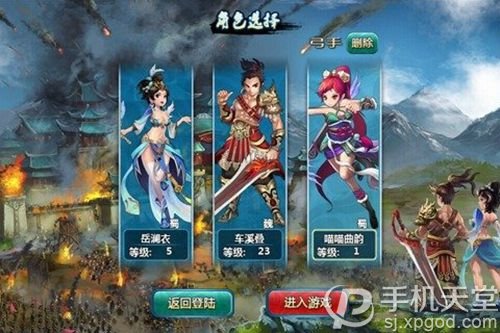 角色选择
弓手 删除
蜀 魏 蜀
岳澜衣 车溪叠 喵喵曲韵
等级: 5 等级: 23 等级: 1
返回登陆 进入游戏
手机天堂
sj.xpgod.com